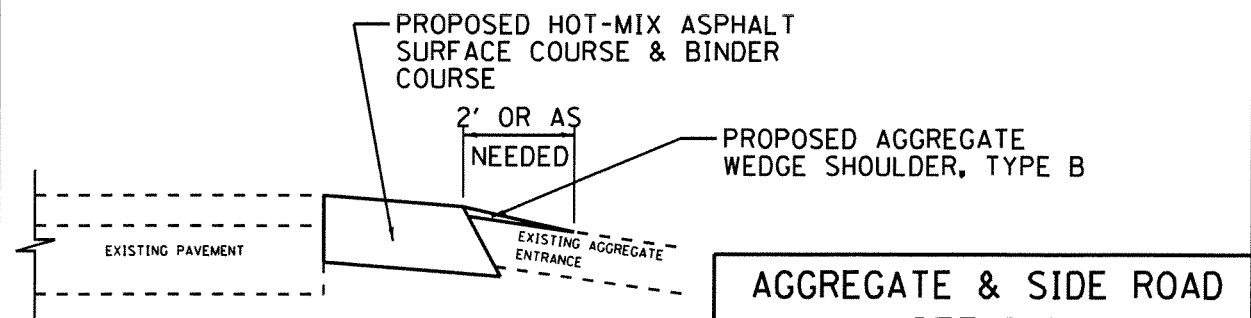 PROPOSED HOT-MIX ASPHALT
SURFACE COURSE & BINDER
COURSE
2' OR AS
NEEDED
PROPOSED AGGREGATE
WEDGE SHOULDER, TYPE B
EXISTING PAVEMENT
EXISTING AGGREGATE
ENTRANCE
AGGREGATE & SIDE ROAD